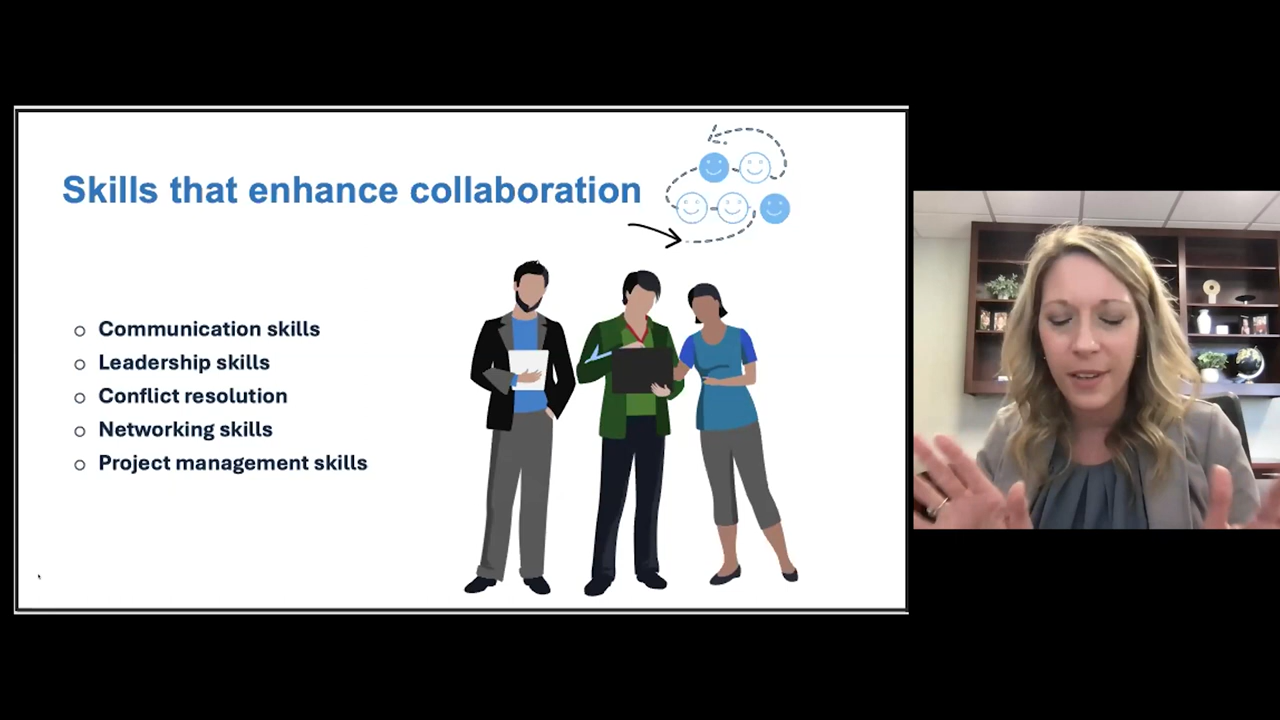 Skills that enhance collaboration
Communication skills
Leadership skills
Conflict resolution
Networking skills
Project management skills